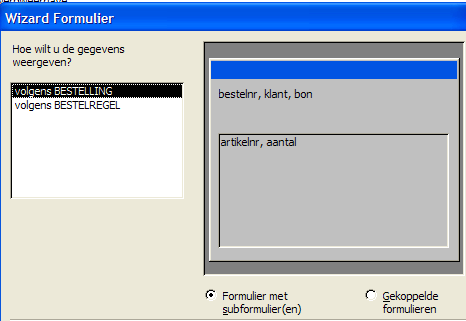 Wizard Formulier
Hoe wilt u de gegevens
weergeven?
volgens BESTELLING
volgens BESTELREGEL
bestelnr, klant, bon
artikelnr, aantal
Formulier met
subformulier(en)
Gekoppelde
formulieren